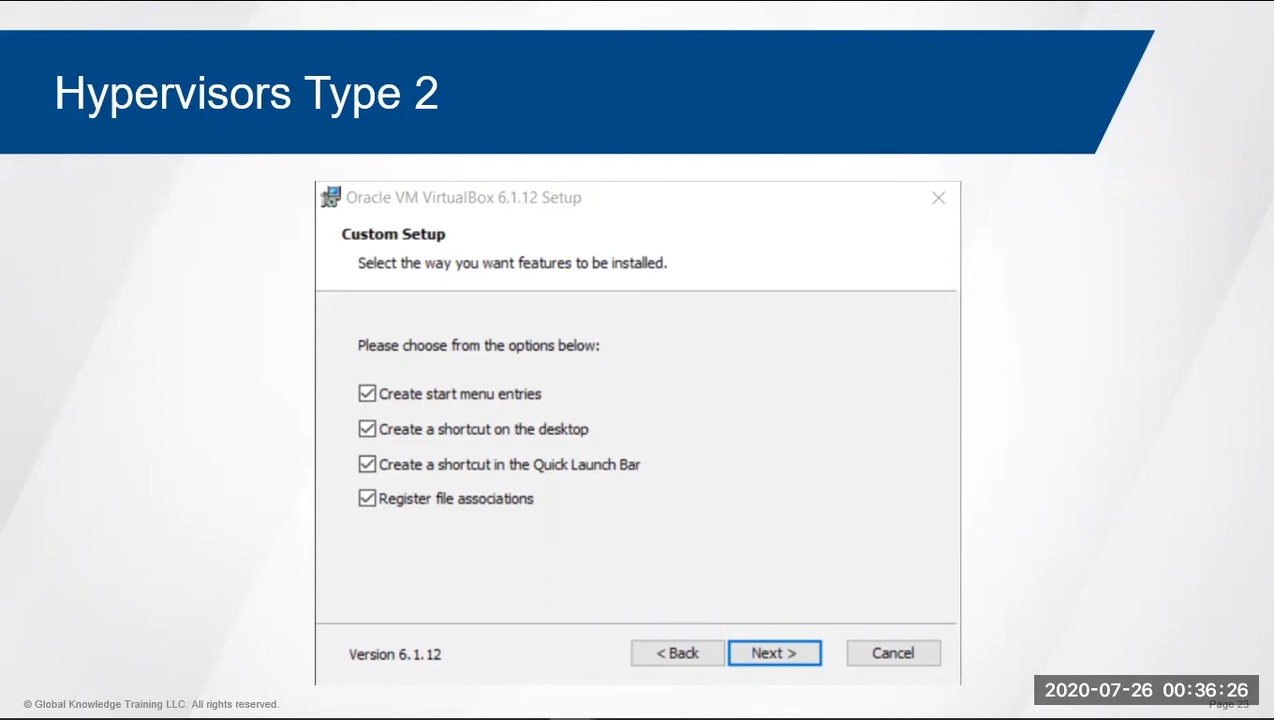 Hypervisors Type 2
Oracle VM VirtualBox 6.1.12 Setup
Custom Setup
Select the way you want features to be installed.
Please choose from the options below:
Create start menu entries
Create a shortcut on the desktop
Create a shortcut in the Quick Launch Bar
Register file associations
Version 6.1.12
< Back
Next >
Cancel
2020-07-26 00:36:26
© Global Knowledge Training LLC. All rights reserved.
Page 23